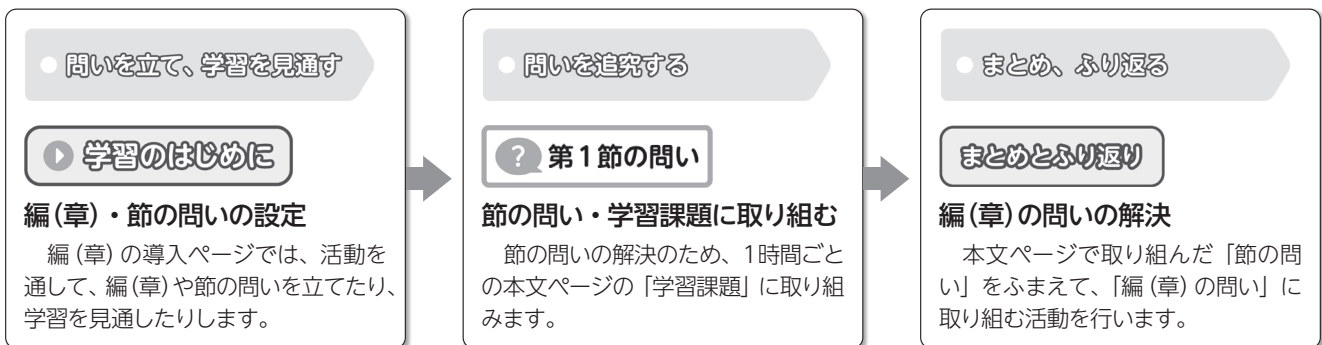 問いを立て、学習を見通す
学習のはじめに
編(章)・節の問いの設定
編(章)の導入ページでは、活動を
通して、編(章)や節の問いを立てたり、
学習を見通したりします。
問いを追究する
? 第1節の問い
節の問い・学習課題に取り組む
節の問いの解決のため、1時間ごと
の本文ページの「学習課題」に取り組
みます。
まとめ、ふり返る
まとめとふり返り
編(章)の問いの解決
本文ページで取り組んだ「節の問
い」をふまえて、「編(章)の問い」に
取り組む活動を行います。